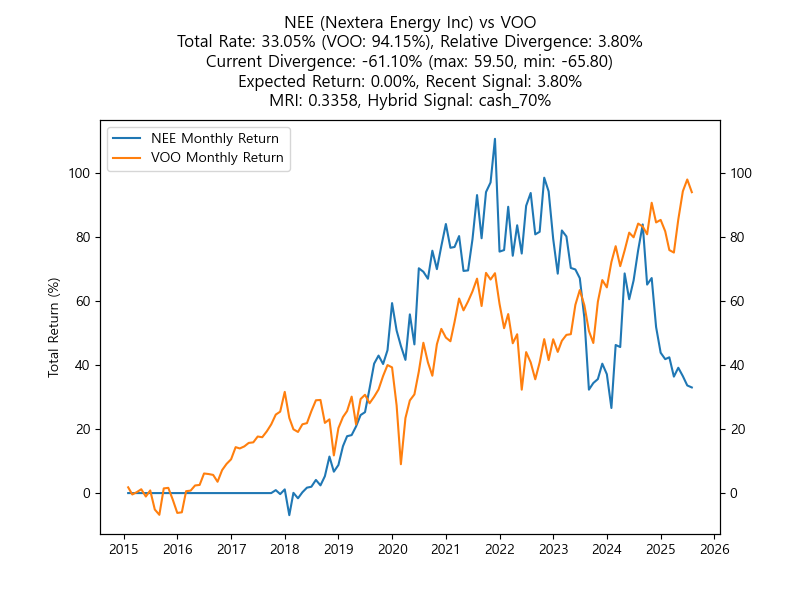 NEE (Nextera Energy Inc) vs VOO
Total Rate: 33.05% (VOO: 94.15%), Relative Divergence: 3.80%
Current Divergence: -61.10% (max: 59.50, min: -65.80)
Expected Return: 0.00%, Recent Signal: 3.80%
MRI: 0.3358, Hybrid Signal: cash_70%
NEE Monthly Return
VOO Monthly Return
100 100
80 80
60 60
40 40
20 20
0 0
Total Return (%)
2015 2016 2017 2018 2019 2020 2021 2022 2023 2024 2025 2026